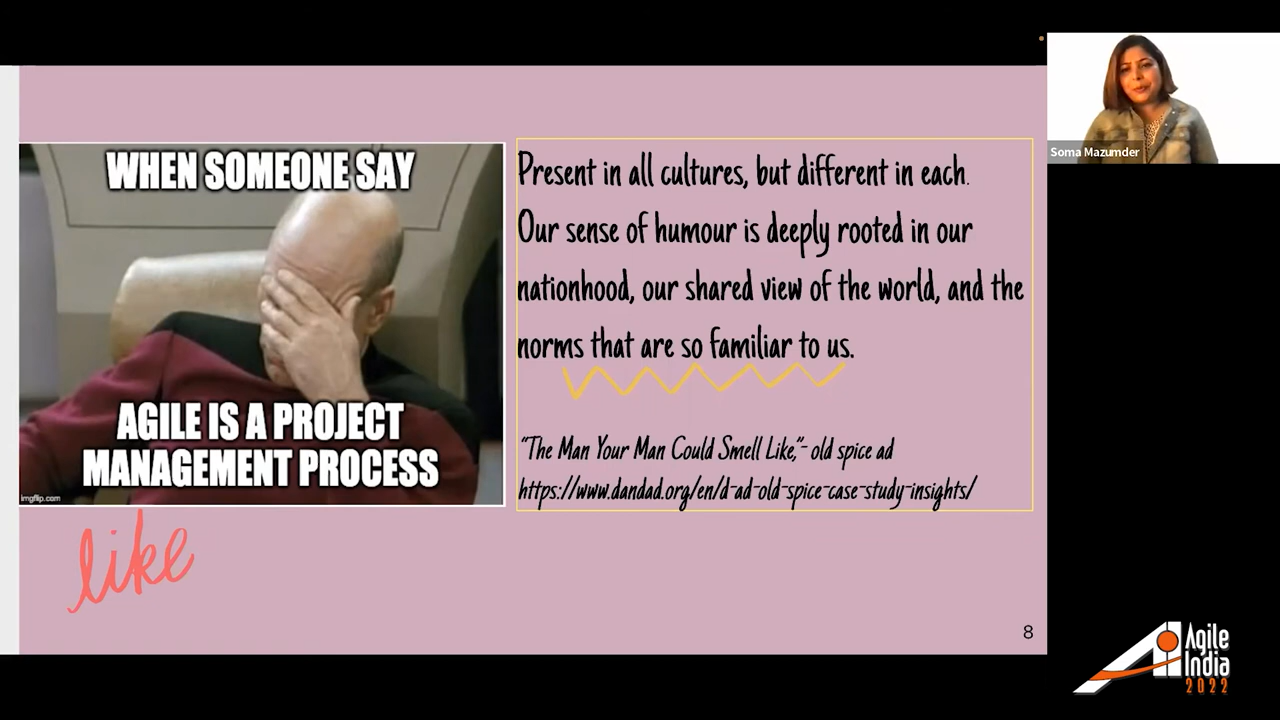 WHEN SOMEONE SAY
AGILE IS A PROJECT
MANAGEMENT PROCESS
imgflip.com
like
Present in all cultures, but different in each.
Our sense of humour is deeply rooted in our
nationhood, our shared view of the world, and the
norms that are so familiar to us.
“The Man Your Man Could Smell Like,”- old spice ad
https://www.dandad.org/en/d-ad-old-spice-case-study-insights/
8
Soma Mazumder
Agile
India
2022